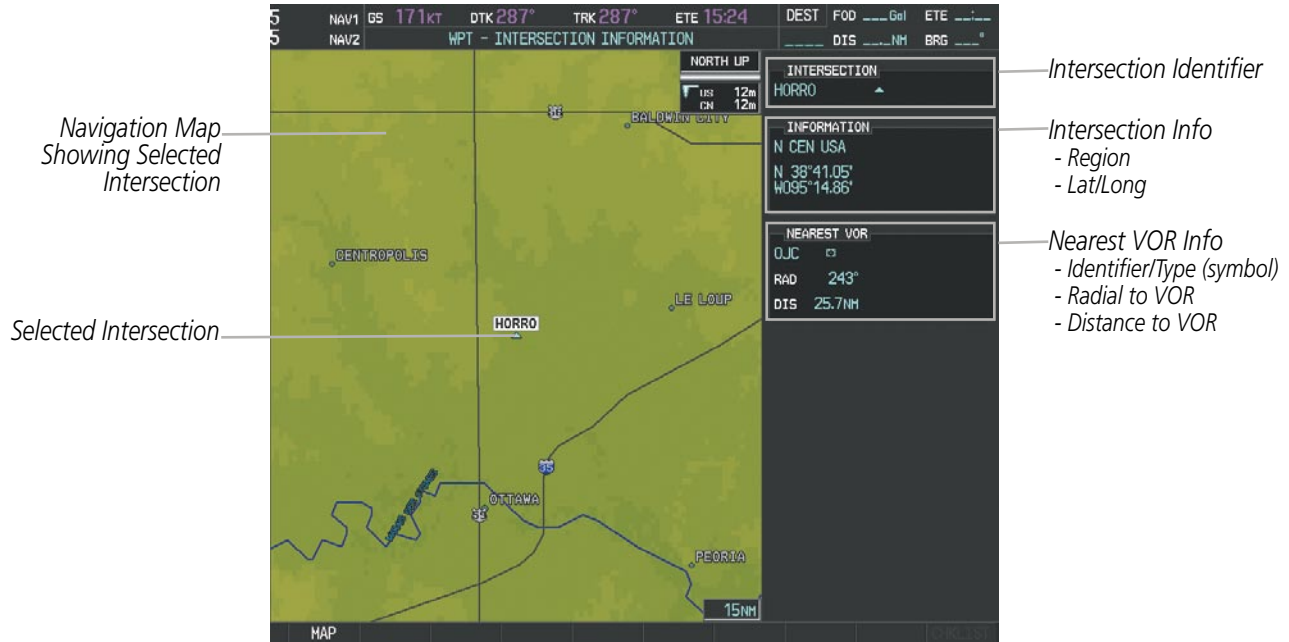 5 NAV1 GS 171KT DTK 287° TRK 287° ETE 15:24 DEST FOD ___Gal ETE __:__
5 NAV2 WPT – INTERSECTION INFORMATION ____ DIS __._NM BRG ___°
NORTH UP
US 12m
CN 12m
BALDWIN CITY
CENTROPOLIS
LE LOUP
HORRO
35
OTTAWA
PEORIA
15NM
MAP
CHKLIST
INTERSECTION
HORRO
INFORMATION
N CEN USA
N 38°41.05'
W095°14.86'
NEAREST VOR
OJC
RAD 243°
DIS 25.7NM
Navigation Map
Showing Selected
Intersection
Selected Intersection
Intersection Identifier
Intersection Info
- Region
- Lat/Long
Nearest VOR Info
- Identifier/Type (symbol)
- Radial to VOR
- Distance to VOR